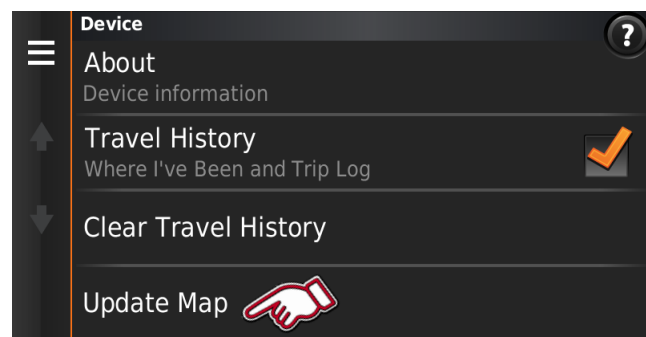 Device
?
About
Device information
Travel History
Where I've Been and Trip Log
Clear Travel History
Update Map